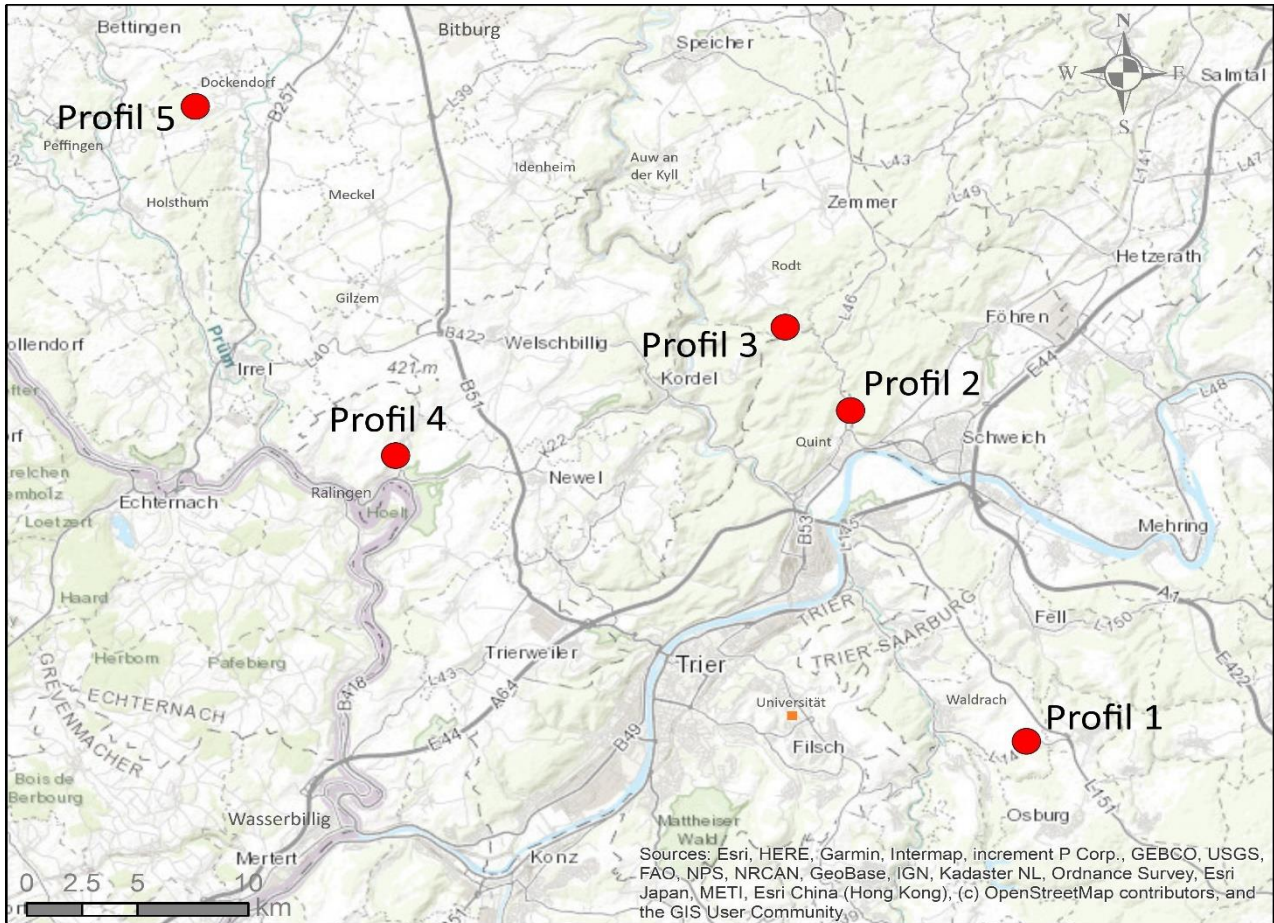 Bettingen
Bitburg
Speicher
N
W
E
S
Salmtal
Dockendorf
B257
L39
Profil 5
Peffingen
Idenheim
Auw an
der Kyll
L43
L141
L47
L49
Meckel
Holsthum
Zemmer
Hetzerath
Rodt
Gilzem
L46
Föhren
B422
Welschbillig
Profil 3
ollendorf
Prüm
Irrel
L40
421 m
Kordel
E44
L48
B51
Profil 2
Profil 4
Quint
Schweich
K22
Newel
Echternach
Ralingen
Hoelt
B53
L145
Mehring
Loetzert
Haard
TRIER
Fell
L150
A1
Herborn
Pafebierg
Trierweiler
TRIER-SAARBURG
E422
GREVENMACHER
ECHTERNACH
L43
A64
Trier
B418
Universität
Waldrach
Profil 1
E44
B49
Filsch
L14
L151
Bois de
Berbourg
Osburg
Wasserbillig
Mattheiser
Wald
Mertert
Konz
0 2.5 5 10
km
Sources: Esri, HERE, Garmin, Intermap, increment P Corp., GEBCO, USGS,
FAO, NPS, NRCAN, GeoBase, IGN, Kadaster NL, Ordnance Survey, Esri
Japan, METI, Esri China (Hong Kong), (c) OpenStreetMap contributors, and
the GIS User Community